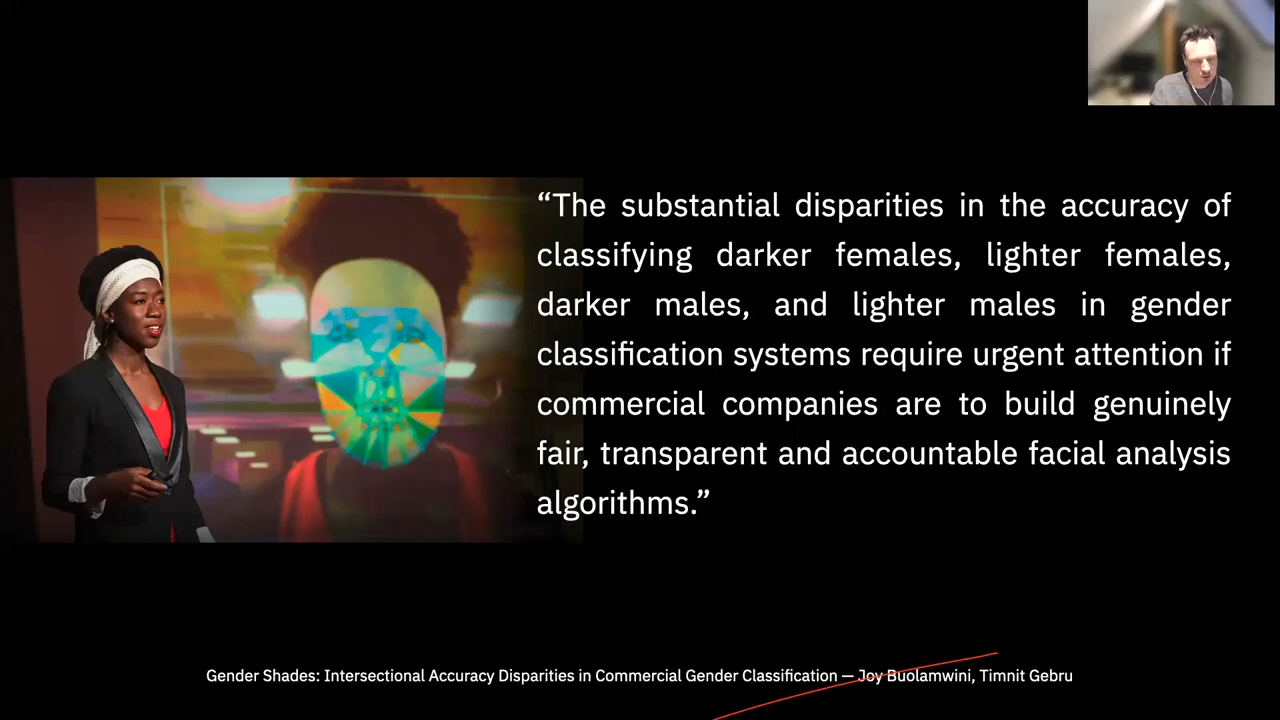 “The substantial disparities in the accuracy of
classifying darker females, lighter females,
darker males, and lighter males in gender
classification systems require urgent attention if
commercial companies are to build genuinely
fair, transparent and accountable facial analysis
algorithms.”
Gender Shades: Intersectional Accuracy Disparities in Commercial Gender Classification — Joy Buolamwini, Timnit Gebru